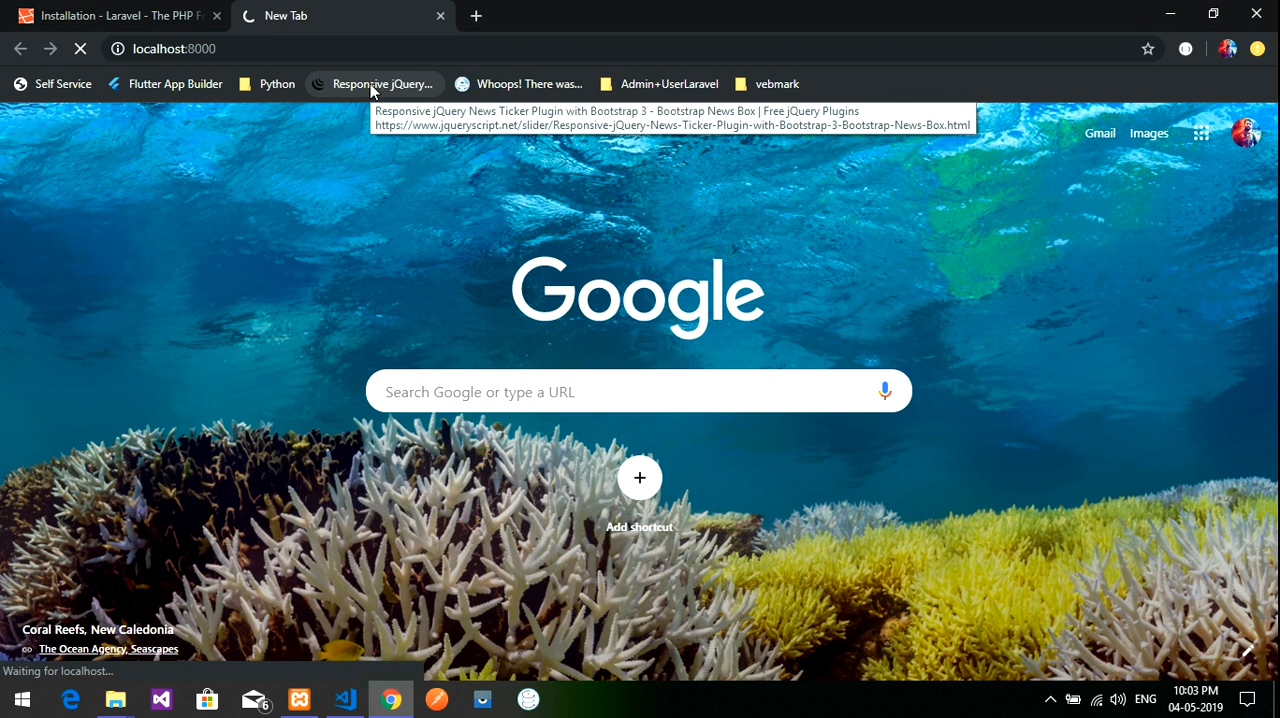 Installation - Laravel - The PHP Fr
New Tab
localhost:8000
Self Service
Flutter App Builder
Python
Responsive jQuery...
Whoops! There was...
Admin+UserLaravel
vebmark
Responsive jQuery News Ticker Plugin with Bootstrap 3 - Bootstrap News Box | Free jQuery Plugins
https://www.jqueryscript.net/slider/Responsive-jQuery-News-Ticker-Plugin-with-Bootstrap-3-Bootstrap-News-Box.html
Gmail
Images
Google
Search Google or type a URL
Add shortcut
Coral Reefs, New Caledonia
The Ocean Agency, Seascapes
Waiting for localhost...
6
ENG
10:03 PM
04-05-2019